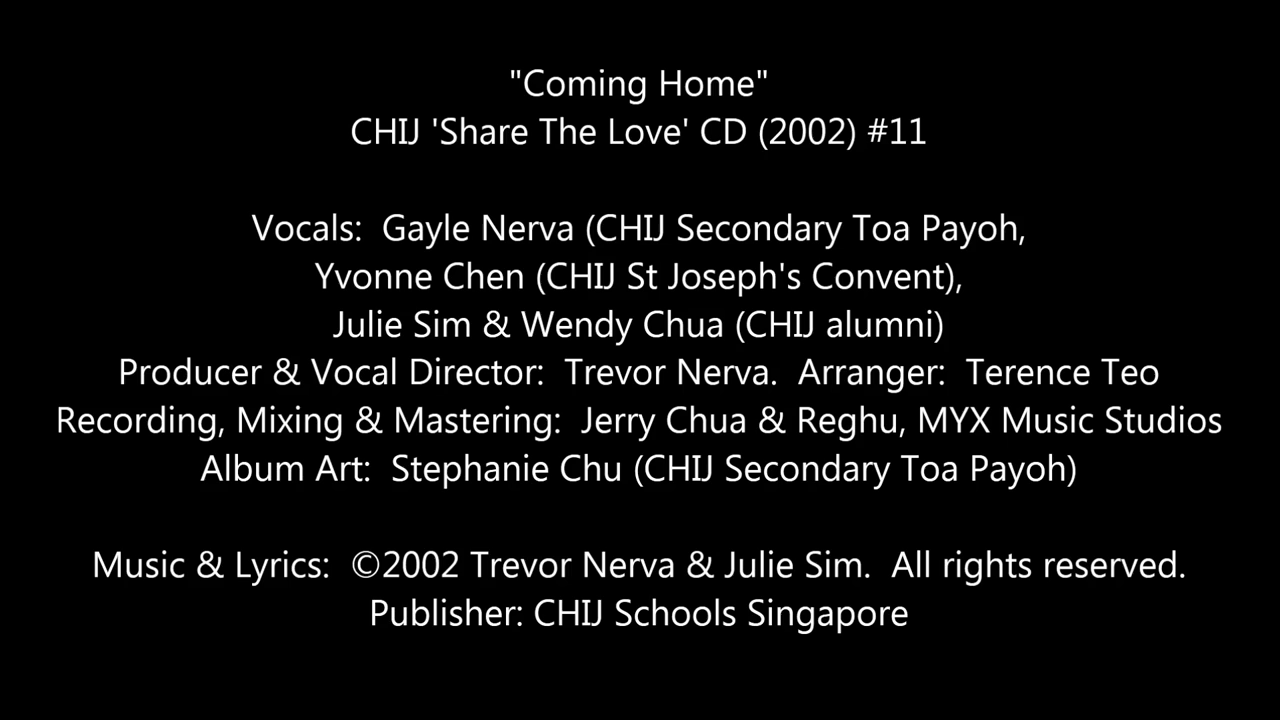 "Coming Home"
CHIJ 'Share The Love' CD (2002) #11
Vocals:  Gayle Nerva (CHIJ Secondary Toa Payoh,
Yvonne Chen (CHIJ St Joseph's Convent),
Julie Sim & Wendy Chua (CHIJ alumni)
Producer & Vocal Director:  Trevor Nerva.  Arranger:  Terence Teo
Recording, Mixing & Mastering:  Jerry Chua & Reghu, MYX Music Studios
Album Art:  Stephanie Chu (CHIJ Secondary Toa Payoh)
Music & Lyrics:  ©2002 Trevor Nerva & Julie Sim.  All rights reserved.
Publisher: CHIJ Schools Singapore